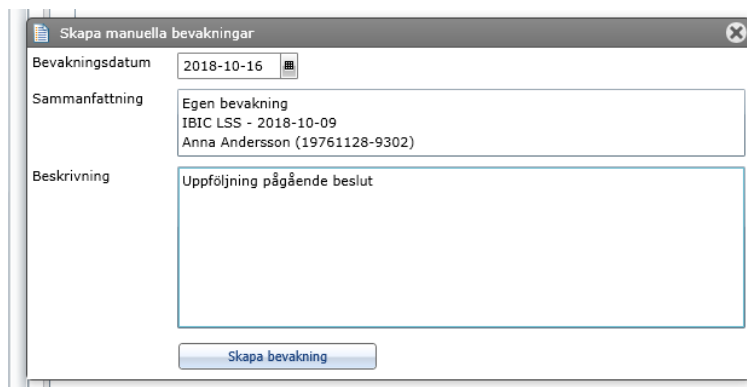 Skapa manuella bevakningar
Bevakningsdatum 2018-10-16
Sammanfattning Egen bevakning
IBIC LSS - 2018-10-09
Anna Andersson (19761128-9302)
Beskrivning Uppföljning pågående beslut
Skapa bevakning